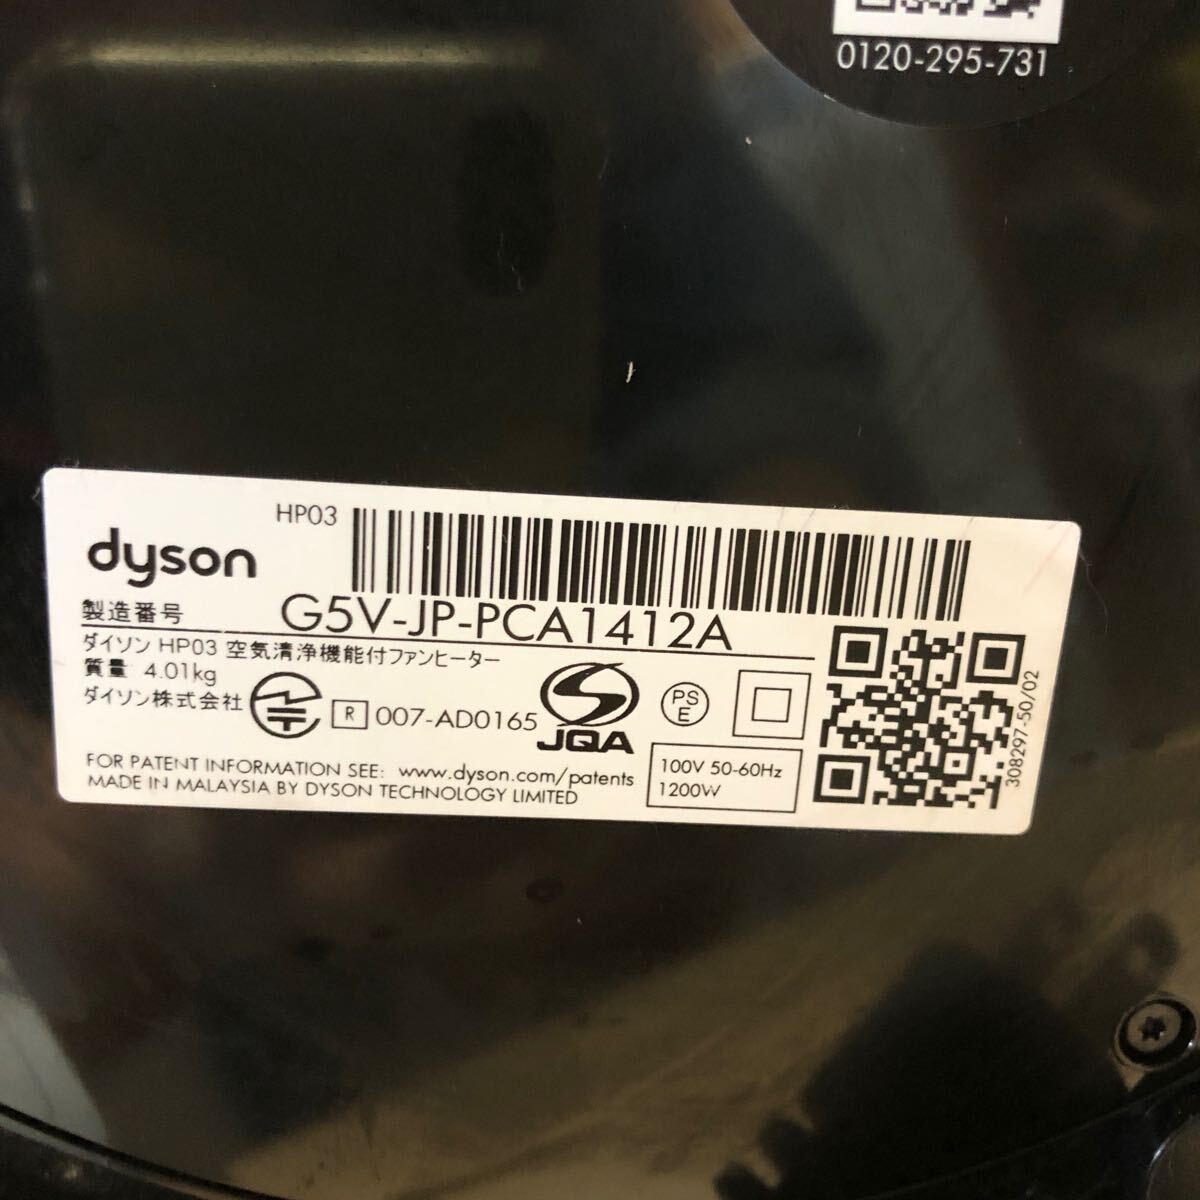 0120-295-731
HP03
dyson
製造番号 G5V-JP-PCA1412A
ダイソン HP03 空気清浄機能付ファンヒーター
質量 4.01kg
ダイソン株式会社
R 007-AD0165
JQA
PS
E
FOR PATENT INFORMATION SEE: www.dyson.com/patents
MADE IN MALAYSIA BY DYSON TECHNOLOGY LIMITED
100V 50-60Hz
1200W
308297-50/02